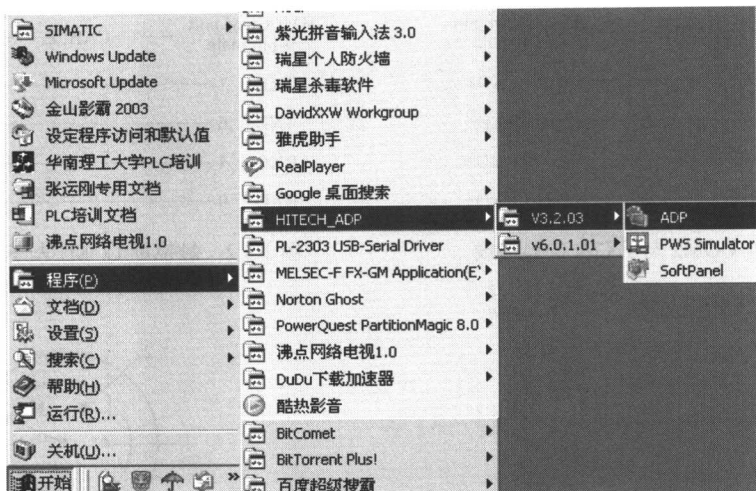 SIMATIC
Windows Update
Microsoft Update
金山影霸 2003
设定程序访问和默认值
华南理工大学PLC培训
张运刚专用文档
PLC培训文档
沸点网络电视1.0
程序(P)
文档(D)
设置(S)
搜索(C)
帮助(H)
运行(R)...
关机(U)...
开始
紫光拼音输入法 3.0
瑞星个人防火墙
瑞星杀毒软件
DavidXXW Workgroup
雅虎助手
RealPlayer
Google 桌面搜索
HITECH_ADP
PL-2303 USB-Serial Driver
MELSEC-F FX-GM Application(E)
Norton Ghost
PowerQuest PartitionMagic 8.0
沸点网络电视1.0
DuDu下载加速器
酷热影音
BitComet
BitTorrent Plus!
百度超级搜霸
V3.2.03
v6.0.1.01
ADP
PWS Simulator
SoftPanel